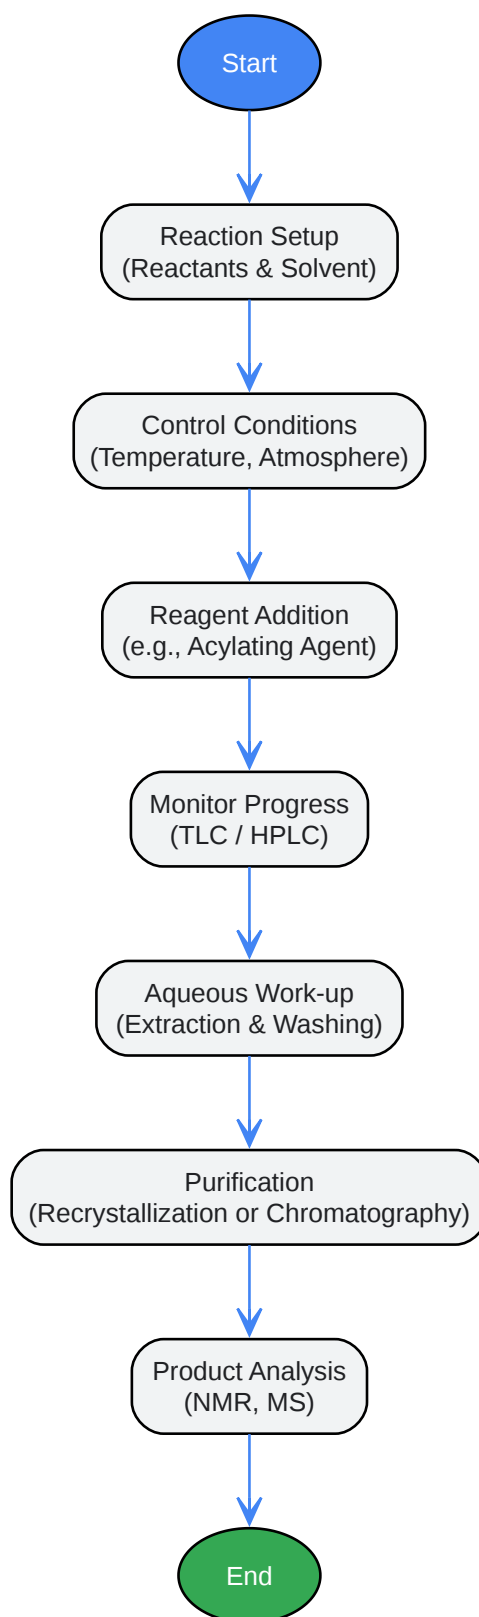 Start
Reaction Setup
(Reactants & Solvent)
Control Conditions
(Temperature, Atmosphere)
Reagent Addition
(e.g., Acylating Agent)
Monitor Progress
(TLC / HPLC)
Aqueous Work-up
(Extraction & Washing)
Purification
(Recrystallization or Chromatography)
Product Analysis
(NMR, MS)
End